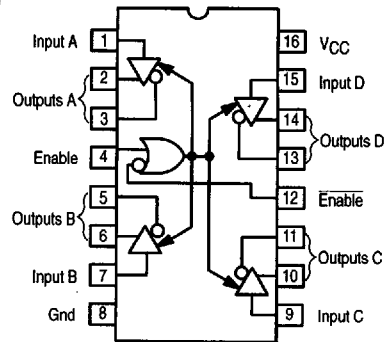 Input A 1
16 VCC
2
15 Input D
Outputs A
3
14
Outputs D
13
Enable 4
12 Enable
5
Outputs B
6
11
Outputs C
10
Input B 7
Gnd 8
9 Input C